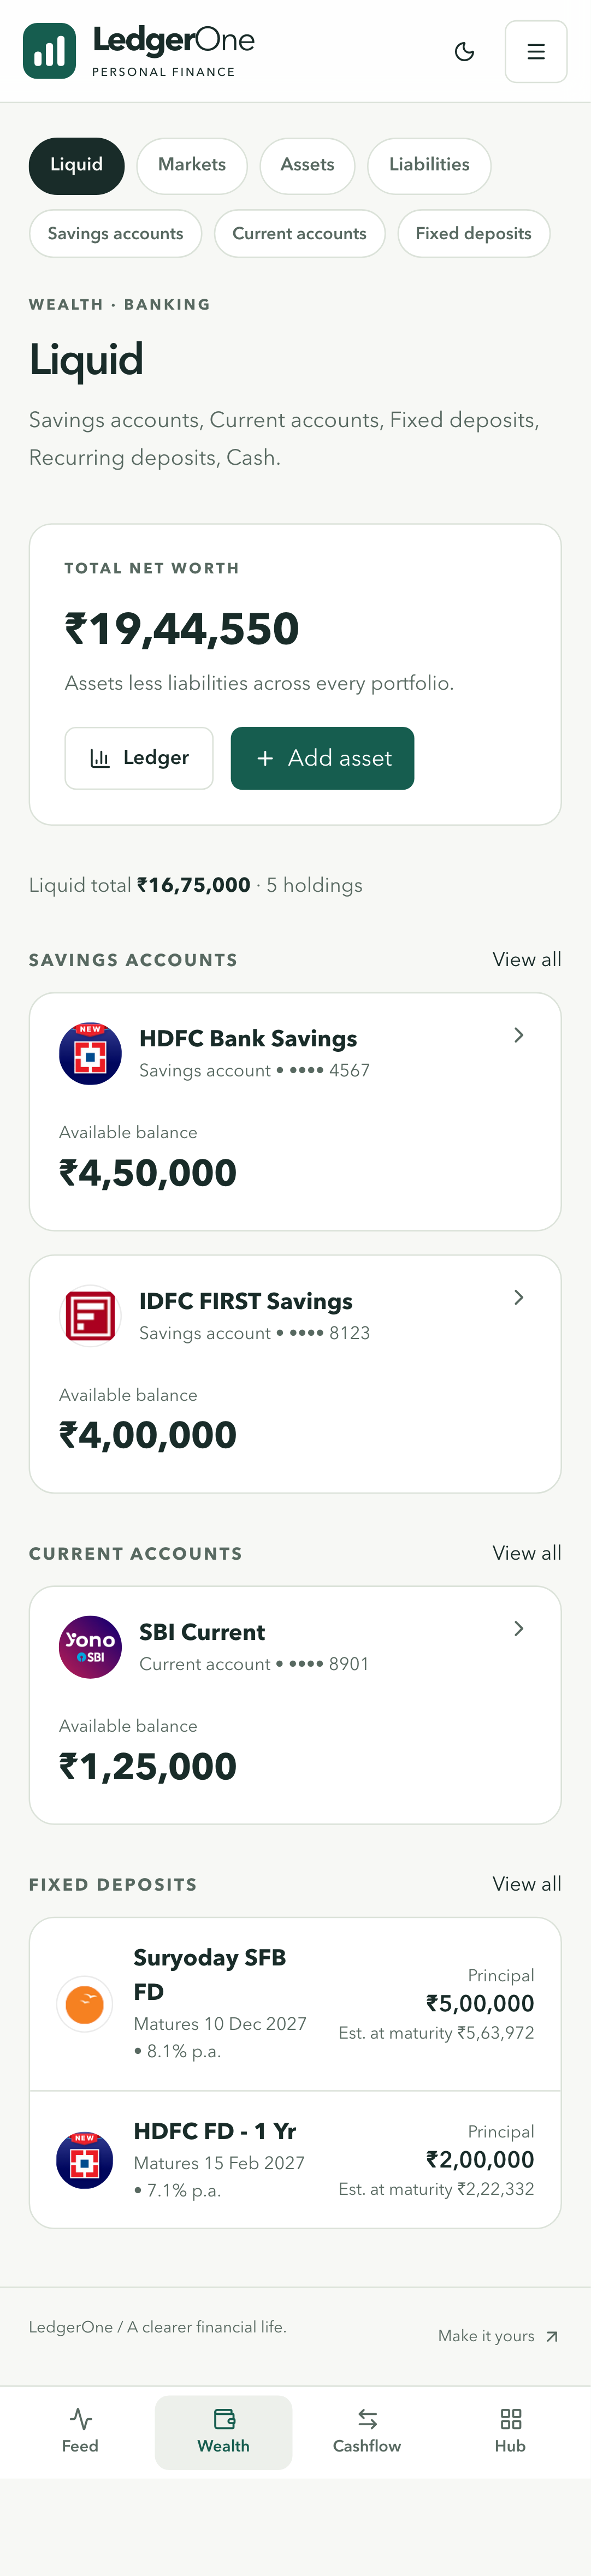 LedgerOne
PERSONAL FINANCE
Liquid Markets Assets Liabilities
Savings accounts Current accounts Fixed deposits
WEALTH · BANKING
Liquid
Savings accounts, Current accounts, Fixed deposits,
Recurring deposits, Cash.
TOTAL NET WORTH
₹19,44,550
Assets less liabilities across every portfolio.
Ledger + Add asset
Liquid total ₹16,75,000 · 5 holdings
SAVINGS ACCOUNTS View all
NEW
HDFC Bank Savings
Savings account • •••• 4567
Available balance
₹4,50,000
IDFC FIRST Savings
Savings account • •••• 8123
Available balance
₹4,00,000
CURRENT ACCOUNTS View all
yono
SBI
SBI Current
Current account • •••• 8901
Available balance
₹1,25,000
FIXED DEPOSITS View all
Suryoday SFB
FD
Matures 10 Dec 2027
• 8.1% p.a.
Principal
₹5,00,000
Est. at maturity ₹5,63,972
NEW
HDFC FD - 1 Yr
Matures 15 Feb 2027
• 7.1% p.a.
Principal
₹2,00,000
Est. at maturity ₹2,22,332
LedgerOne / A clearer financial life.
Make it yours
Feed Wealth Cashflow Hub